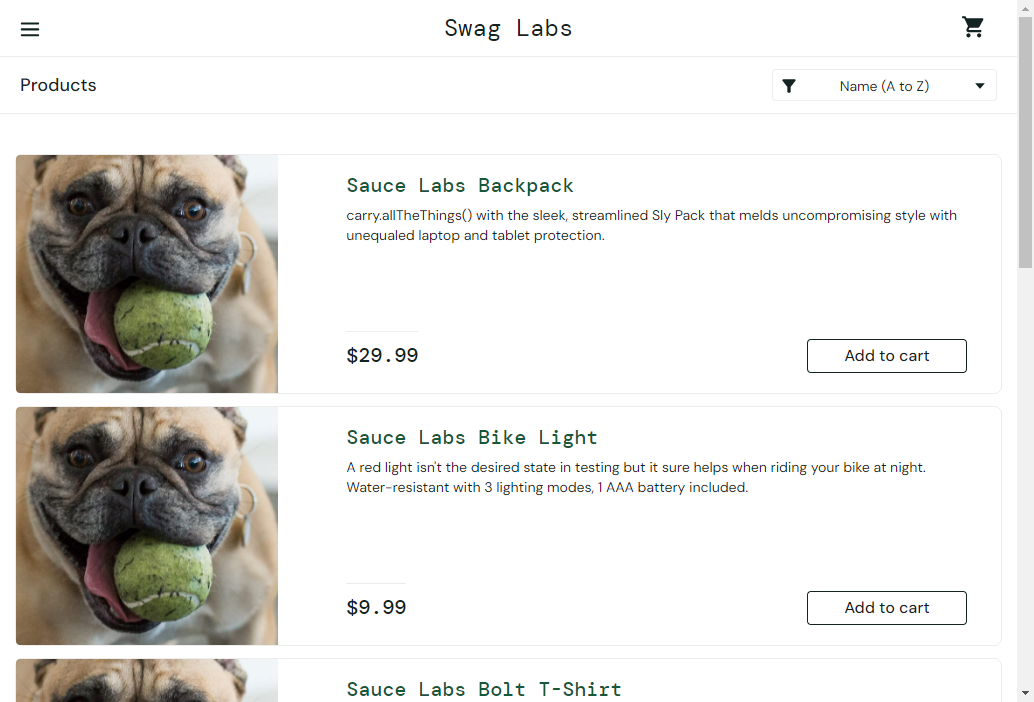 Swag Labs
Products
Name (A to Z)
Sauce Labs Backpack
carry.allTheThings() with the sleek, streamlined Sly Pack that melds uncompromising style with
unequaled laptop and tablet protection.
$29.99
Add to cart
Sauce Labs Bike Light
A red light isn't the desired state in testing but it sure helps when riding your bike at night.
Water-resistant with 3 lighting modes, 1 AAA battery included.
$9.99
Add to cart
Sauce Labs Bolt T-Shirt